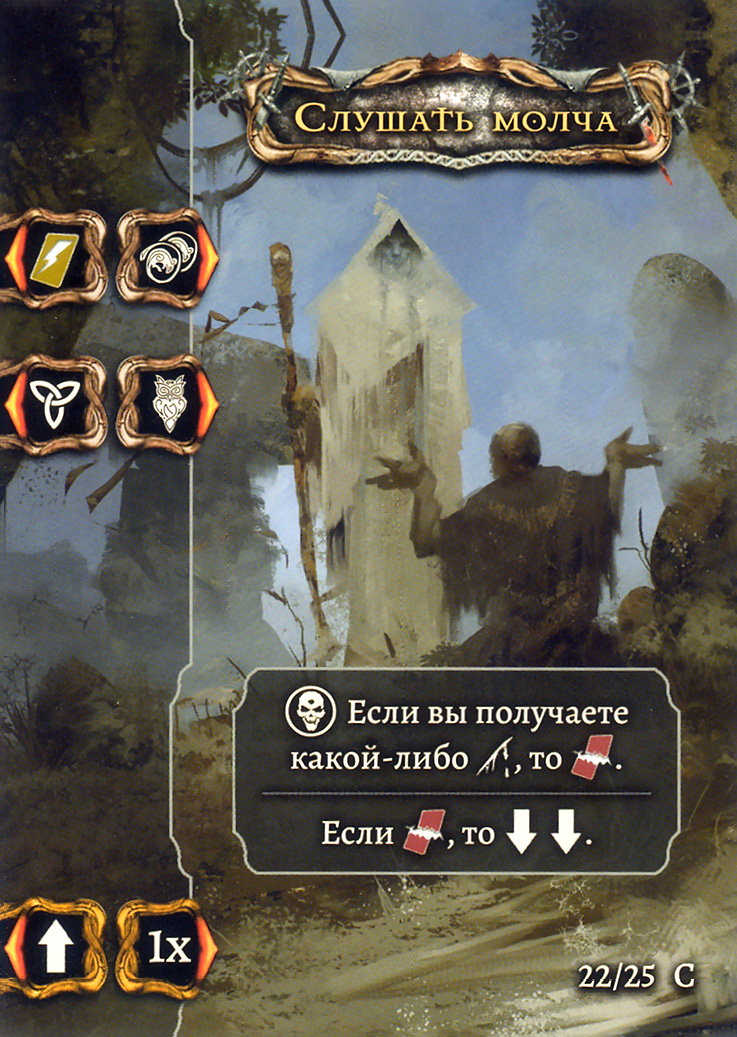 Слушать молча
Если вы получаете
какой-либо , то .
Если , то .
1x
22/25 C